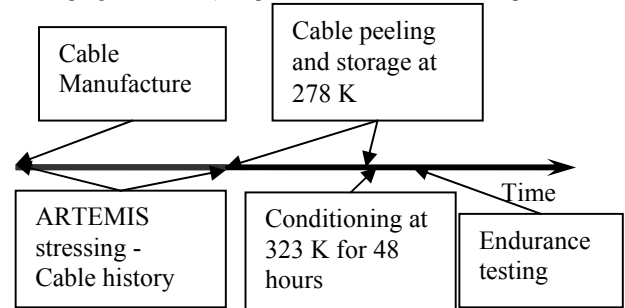 Cable
Manufacture
Cable peeling
and storage at
278 K
Time
ARTEMIS
stressing -
Cable history
Conditioning at
323 K for 48
hours
Endurance
testing